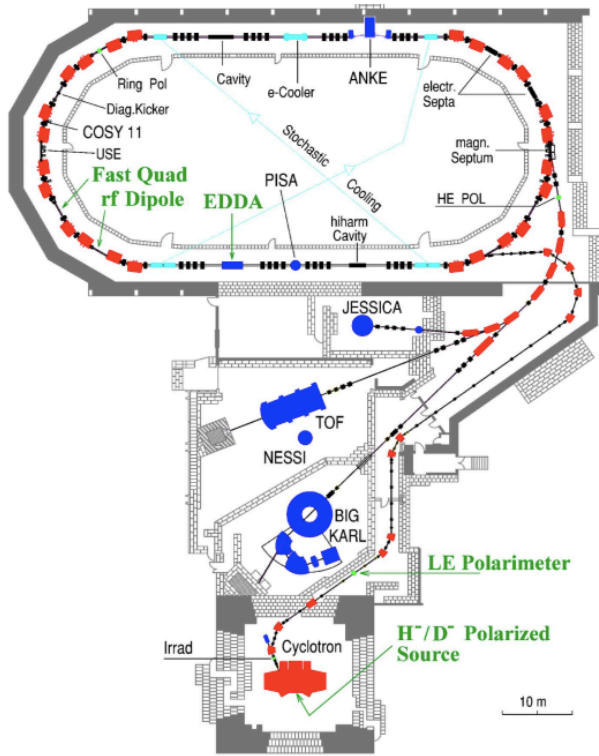 Ring Pol
Cavity
e-Cooler
ANKE
electr.
Septa
Diag.Kicker
COSY 11
USE
Stochastic
Cooling
magn.
Septum
Fast Quad
rf Dipole
EDDA
PISA
HE POL
hiharm
Cavity
JESSICA
TOF
NESSI
BIG
KARL
LE Polarimeter
Irrad
Cyclotron
H⁻/D⁻ Polarized
Source
10 m